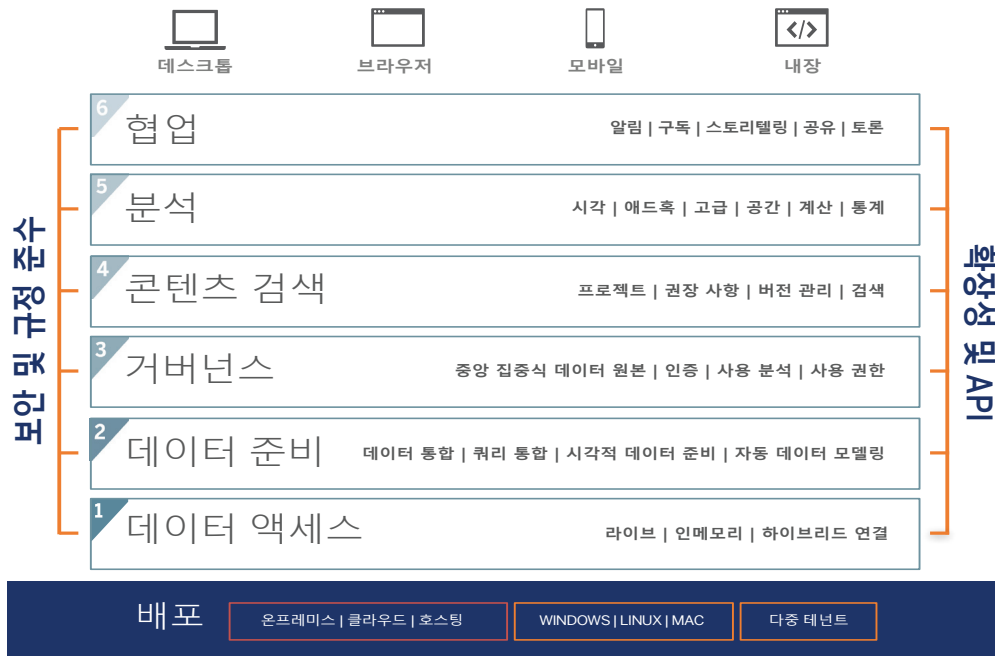 데스크톱
브라우저
모바일
</>
내장
6
협업
알림 | 구독 | 스토리텔링 | 공유 | 토론
5
분석
시각 | 애드혹 | 고급 | 공간 | 계산 | 통계
4
콘텐츠 검색
프로젝트 | 권장 사항 | 버전 관리 | 검색
3
거버넌스
중앙 집중식 데이터 원본 | 인증 | 사용 분석 | 사용 권한
2
데이터 준비
데이터 통합 | 쿼리 통합 | 시각적 데이터 준비 | 자동 데이터 모델링
1
데이터 액세스
라이브 | 인메모리 | 하이브리드 연결
보안 및 규정 준수
확장성 및 API
배포
온프레미스 | 클라우드 | 호스팅
WINDOWS | LINUX | MAC
다중 테넌트